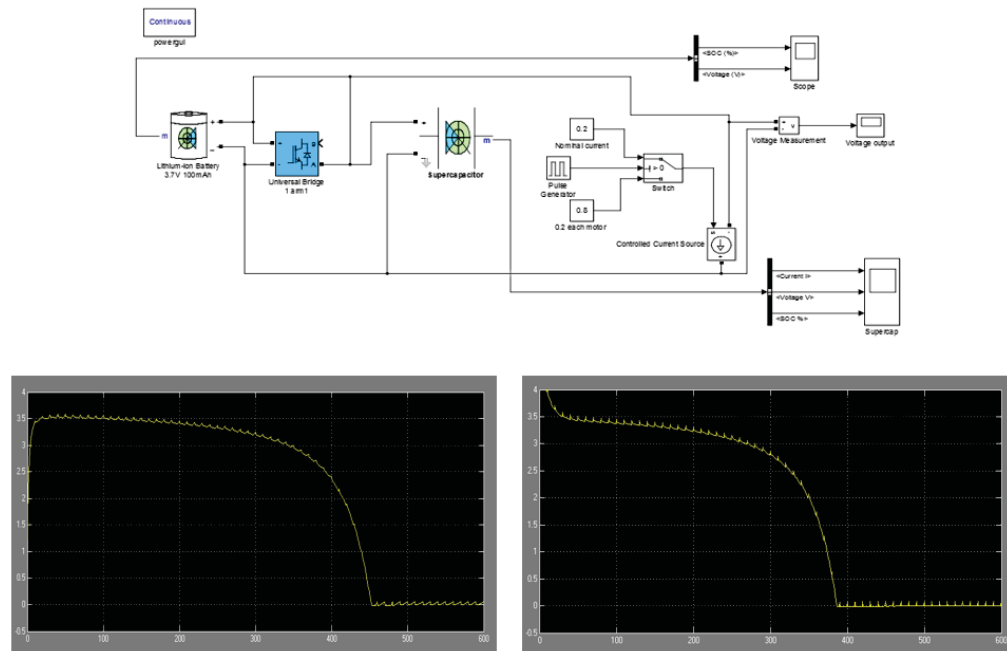 Continuous
powergui
<SOC (%)>
<Voltage (V)>
Scope
m
+
-
Lithium-Ion Battery
3.7V 100mAh
+
-
g
A
Universal Bridge
1 arm1
+
m
Supercapacitor
0.2
Nominal current
Pulse
Generator
> 0
Switch
0.8
0.2 each motor
+
-
v
Voltage Measurement
Voltage output
Controlled Current Source
s
-
+
<Current I>
<Voltage V>
<SOC %>
Supercap
4
3.5
3
2.5
2
1.5
1
0.5
0
-0.5
0
100
200
300
400
500
600
4
3.5
3
2.5
2
1.5
1
0.5
0
-0.5
0
100
200
300
400
500
600